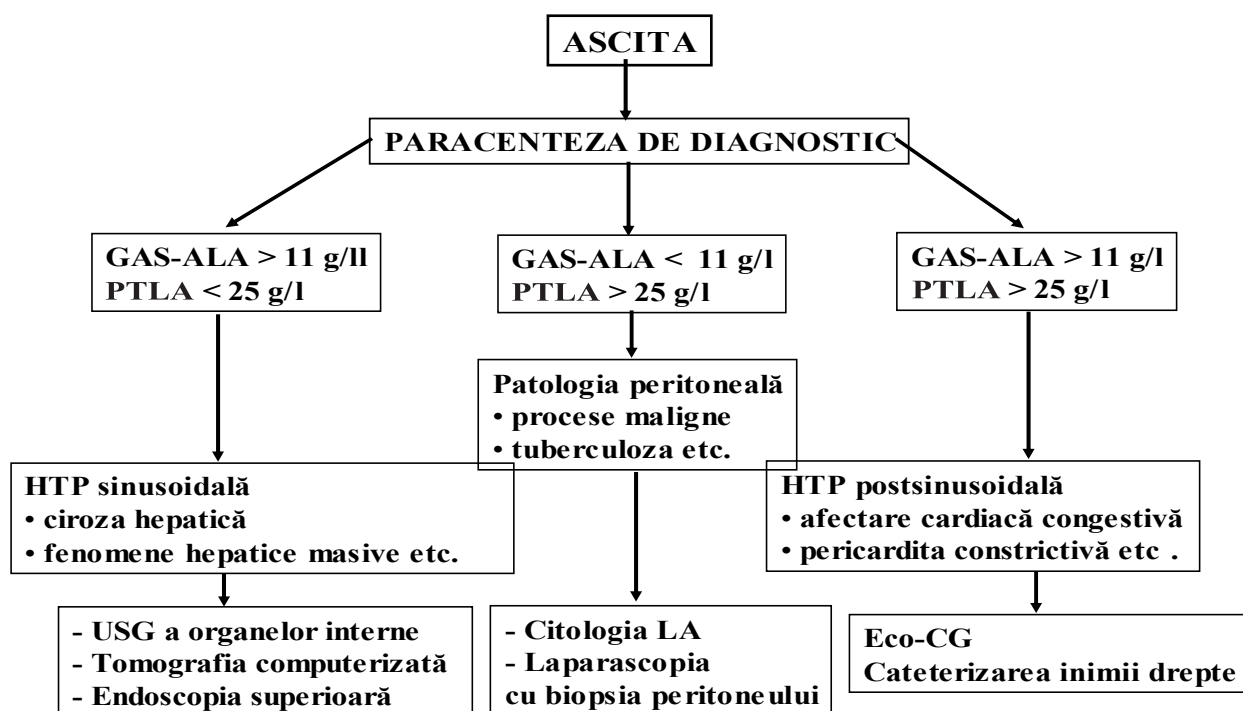 ASCITA
PARACENTEZA DE DIAGNOSTIC
GAS-ALA > 11 g/ll
PTLA < 25 g/l
GAS-ALA < 11 g/l
PTLA > 25 g/l
GAS-ALA > 11 g/l
PTLA > 25 g/l
Patologia peritoneală
• procese maligne
• tuberculoza etc.
HTP sinusoidală
• ciroza hepatică
• fenomene hepatice masive etc.
HTP postsinusoidală
• afectare cardiacă congestivă
• pericardita constrictivă etc .
- USG a organelor interne
- Tomografia computerizată
- Endoscopia superioară
- Citologia LA
- Laparascopia
cu biopsia peritoneului
Eco-CG
Cateterizarea inimii drepte